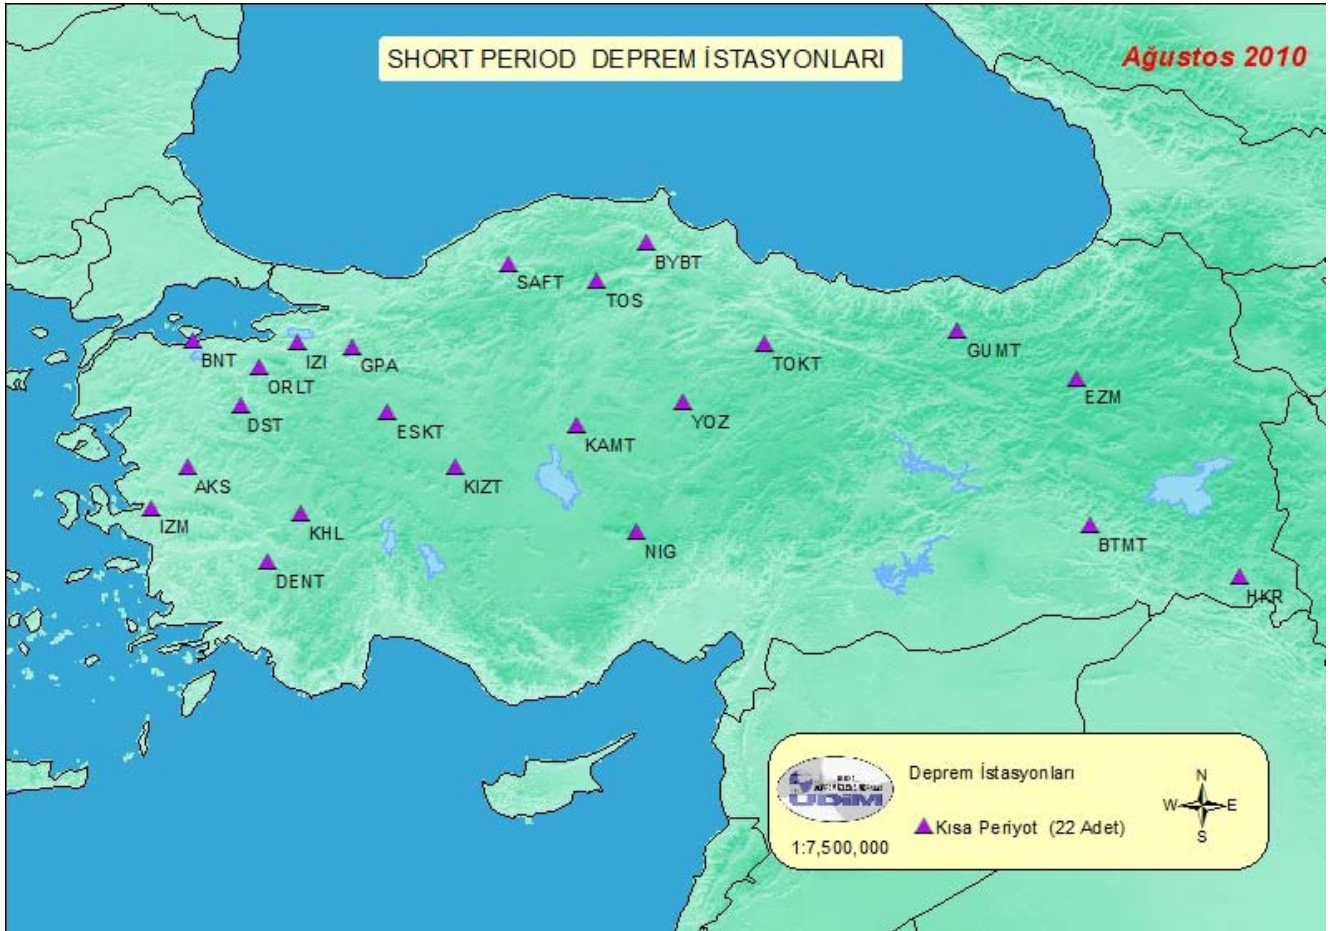 SHORT PERIOD DEPREM İSTASYONLARI
Ağustos 2010
BYBT
SAFT
TOS
BNT
IZI
GPA
TOKT
GUMT
ORLT
EZM
DST
ESKT
YOZ
KAMT
AKS
KIZT
IZM
KHL
NIG
BTMT
DENT
HKR
Deprem İstasyonları
N
W
E
S
UDİM
Kısa Periyot (22 Adet)
1:7,500,000